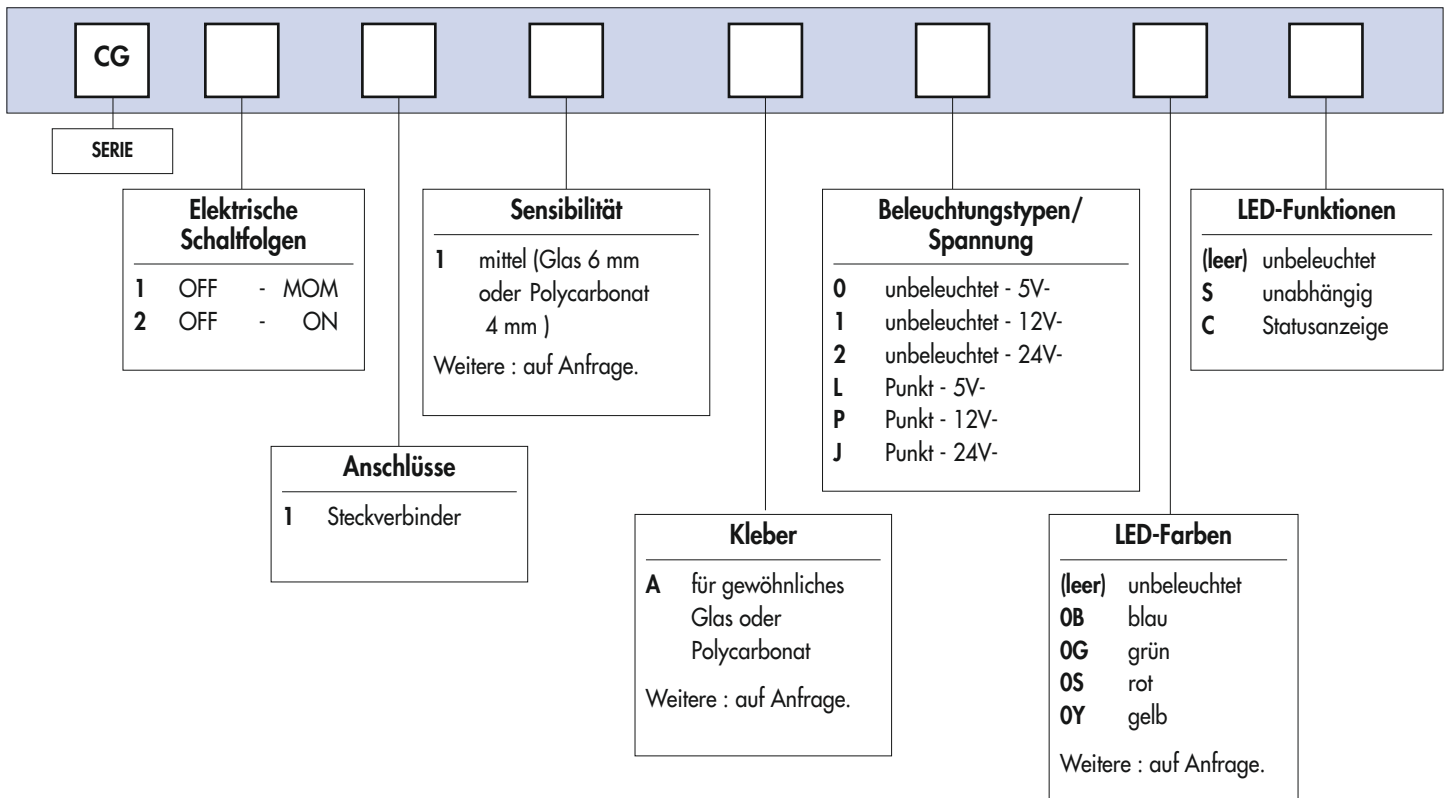 CG
SERIE
Elektrische
Schaltfolgen
1 OFF - MOM
2 OFF - ON
Anschlüsse
1 Steckverbinder
Sensibilität
1 mittel (Glas 6 mm
oder Polycarbonat
4 mm )
Weitere : auf Anfrage.
Kleber
A für gewöhnliches
Glas oder
Polycarbonat
Weitere : auf Anfrage.
Beleuchtungstypen/
Spannung
0 unbeleuchtet - 5V-
1 unbeleuchtet - 12V-
2 unbeleuchtet - 24V-
L Punkt - 5V-
P Punkt - 12V-
J Punkt - 24V-
LED-Farben
(leer) unbeleuchtet
0B blau
0G grün
0S rot
0Y gelb
Weitere : auf Anfrage.
LED-Funktionen
(leer) unbeleuchtet
S unabhängig
C Statusanzeige